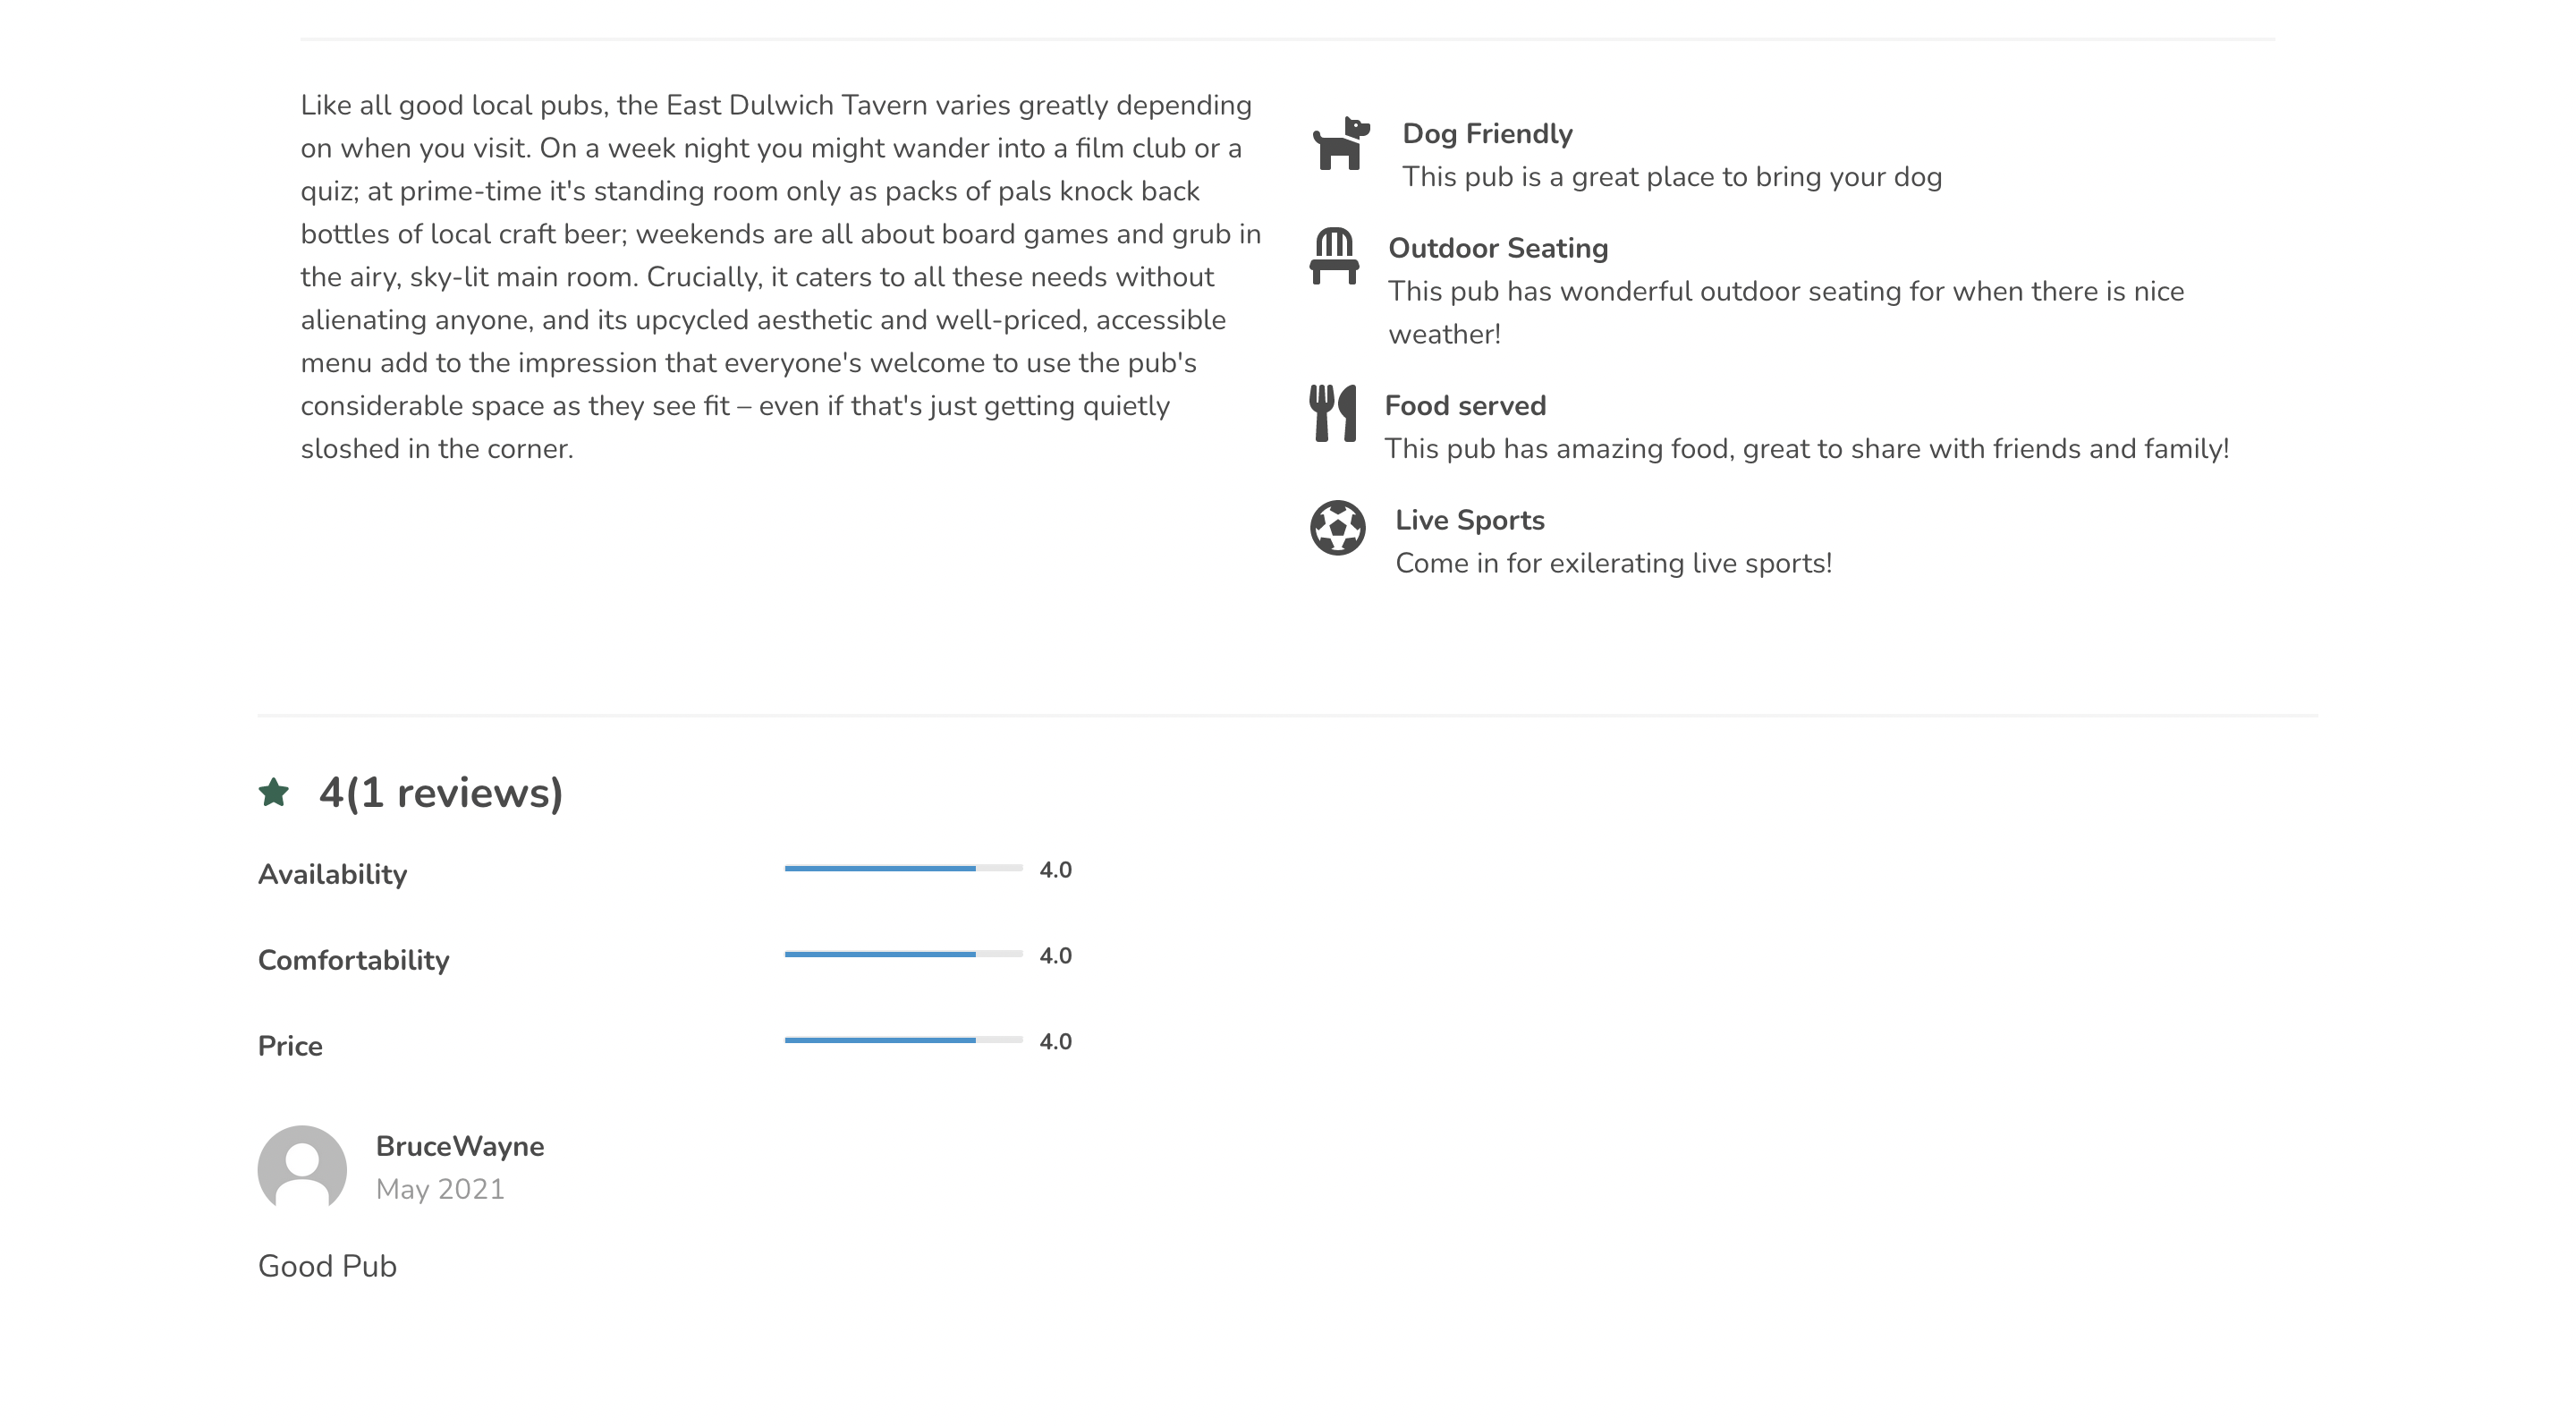 Like all good local pubs, the East Dulwich Tavern varies greatly depending
on when you visit. On a week night you might wander into a film club or a
quiz; at prime-time it's standing room only as packs of pals knock back
bottles of local craft beer; weekends are all about board games and grub in
the airy, sky-lit main room. Crucially, it caters to all these needs without
alienating anyone, and its upcycled aesthetic and well-priced, accessible
menu add to the impression that everyone's welcome to use the pub's
considerable space as they see fit – even if that's just getting quietly
sloshed in the corner.
Dog Friendly
This pub is a great place to bring your dog
Outdoor Seating
This pub has wonderful outdoor seating for when there is nice
weather!
Food served
This pub has amazing food, great to share with friends and family!
Live Sports
Come in for exilerating live sports!
4(1 reviews)
Availability 4.0
Comfortability 4.0
Price 4.0
BruceWayne
May 2021
Good Pub